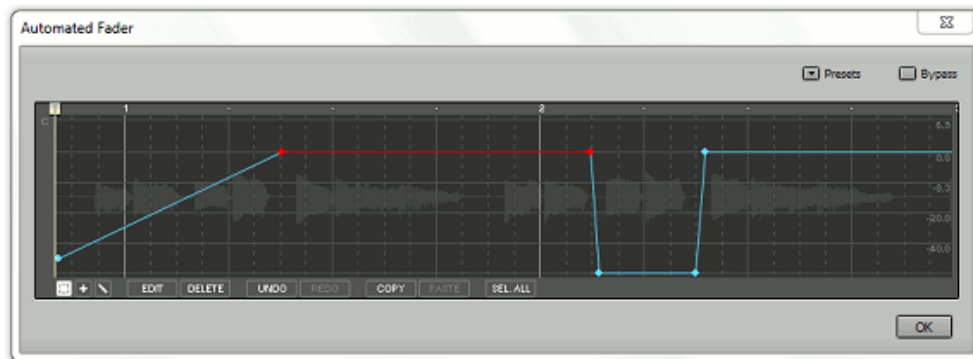 Automated Fader
Presets Bypass
1 2
C
6.3
0.0
-6.3
-20.0
-40.0
EDIT DELETE UNDO REDO COPY PASTE SEL. ALL
OK